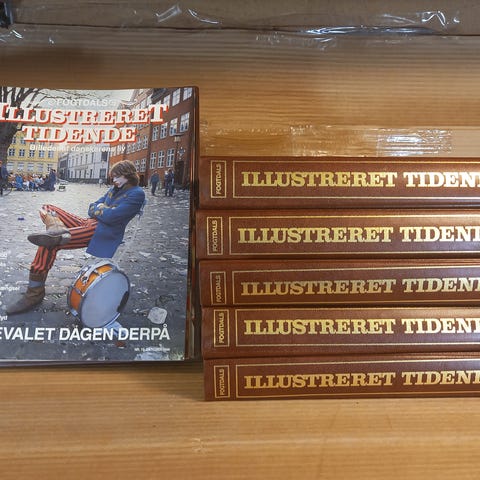 FOGTDALS
ILLUSTRERET
TIDENDE
Billeder af danskerens liv
EVALET DAGEN DERPÅ
FOGTDALS
ILLUSTRERET TIDEN
FOGTDALS
ILLUSTRERET TIDEN
FOGTDALS
ILLUSTRERET TIDEN
FOGTDALS
ILLUSTRERET TIDEN
FOGTDALS
ILLUSTRERET TIDEN